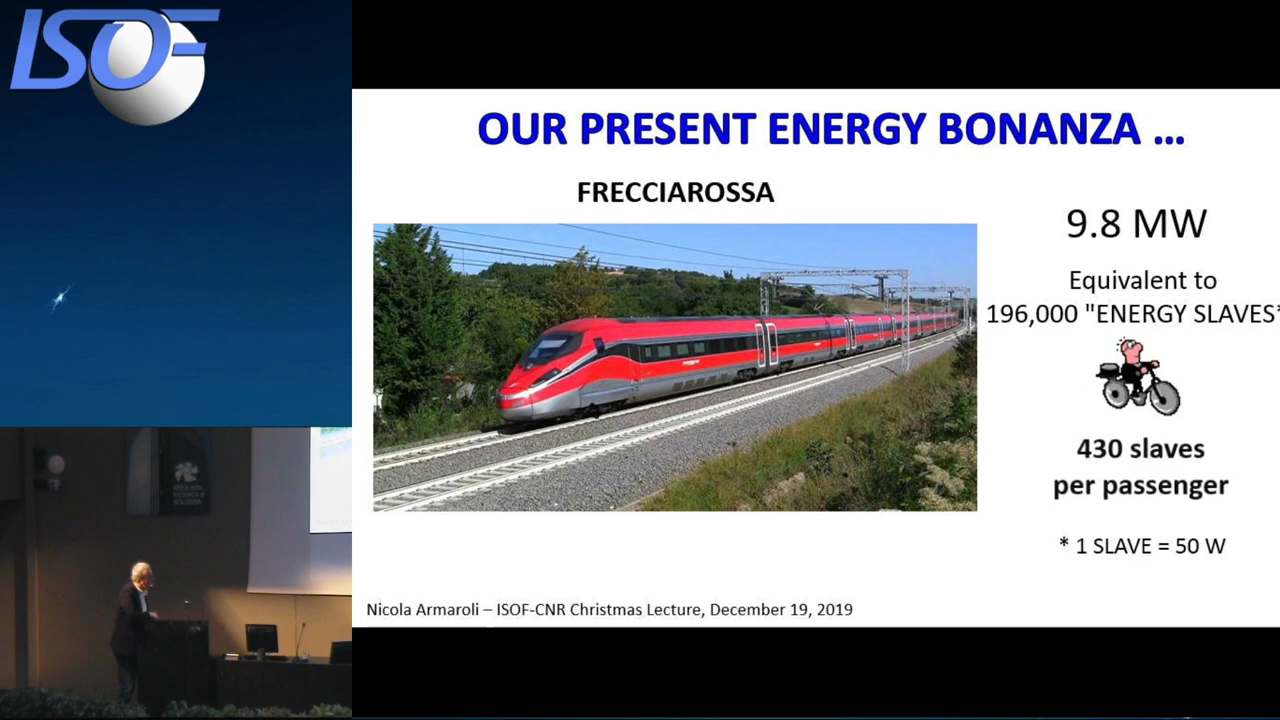 ISOF
OUR PRESENT ENERGY BONANZA ...
FRECCIAROSSA
9.8 MW
Equivalent to
196,000 "ENERGY SLAVES"
430 slaves
per passenger
* 1 SLAVE = 50 W
Nicola Armaroli – ISOF-CNR Christmas Lecture, December 19, 2019